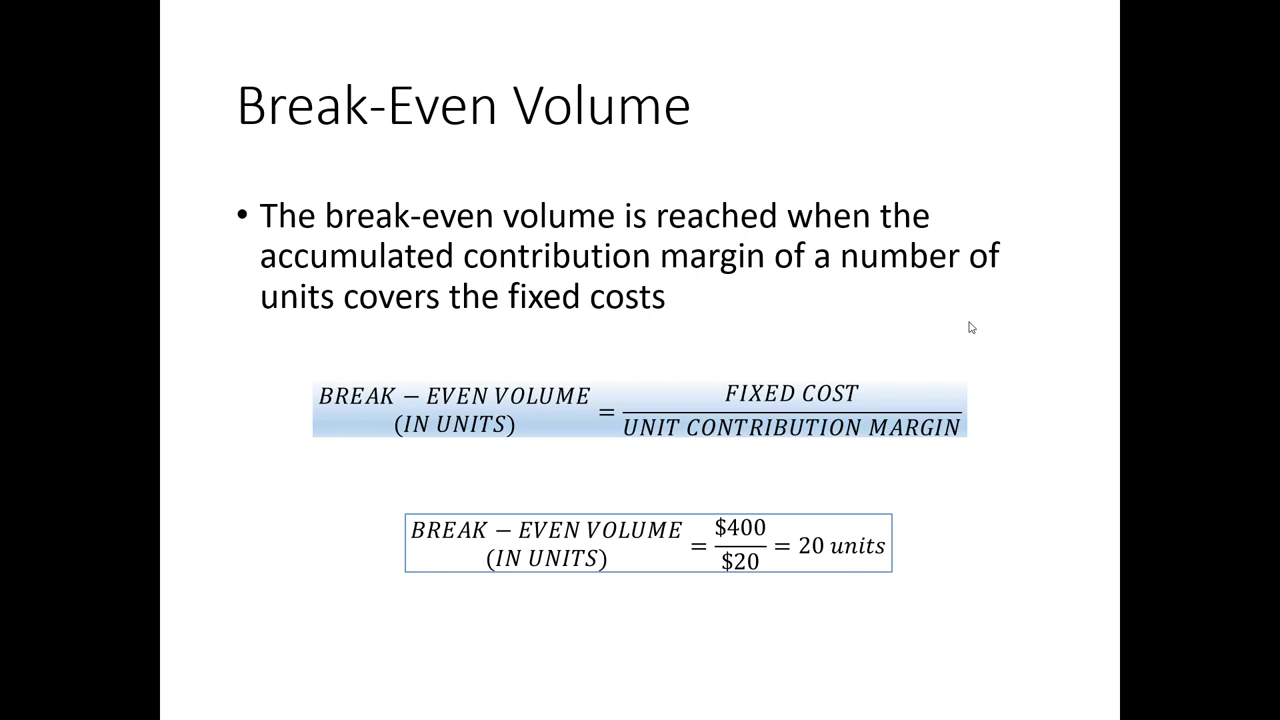 Break-Even Volume
• The break-even volume is reached when the
accumulated contribution margin of a number of
units covers the fixed costs
BREAK − EVEN VOLUME
(IN UNITS)
=
FIXED COST
UNIT CONTRIBUTION MARGIN
BREAK − EVEN VOLUME
(IN UNITS)
=
$400
$20
= 20 units